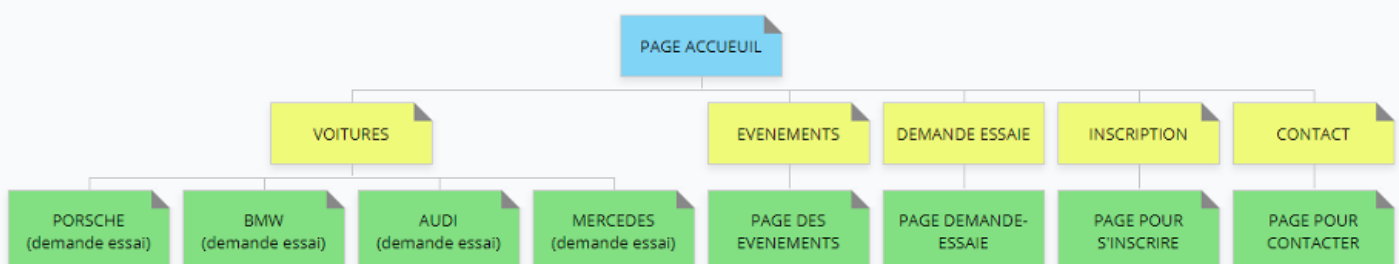 PAGE ACCUEUIL
VOITURES
EVENEMENTS
DEMANDE ESSAIE
INSCRIPTION
CONTACT
PORSCHE
(demande essai)
BMW
(demande essai)
AUDI
(demande essai)
MERCEDES
(demande essai)
PAGE DES
EVENEMENTS
PAGE DEMANDE-
ESSAIE
PAGE POUR
S'INSCRIRE
PAGE POUR
CONTACTER